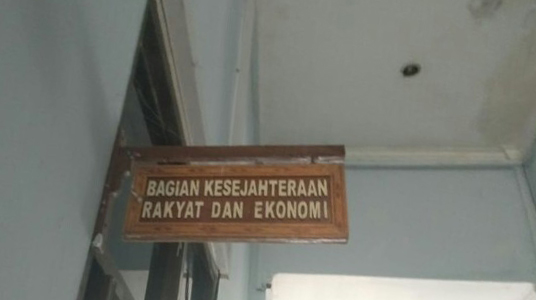 BAGIAN KESEJAHTERAAN
RAKYAT DAN EKONOMI